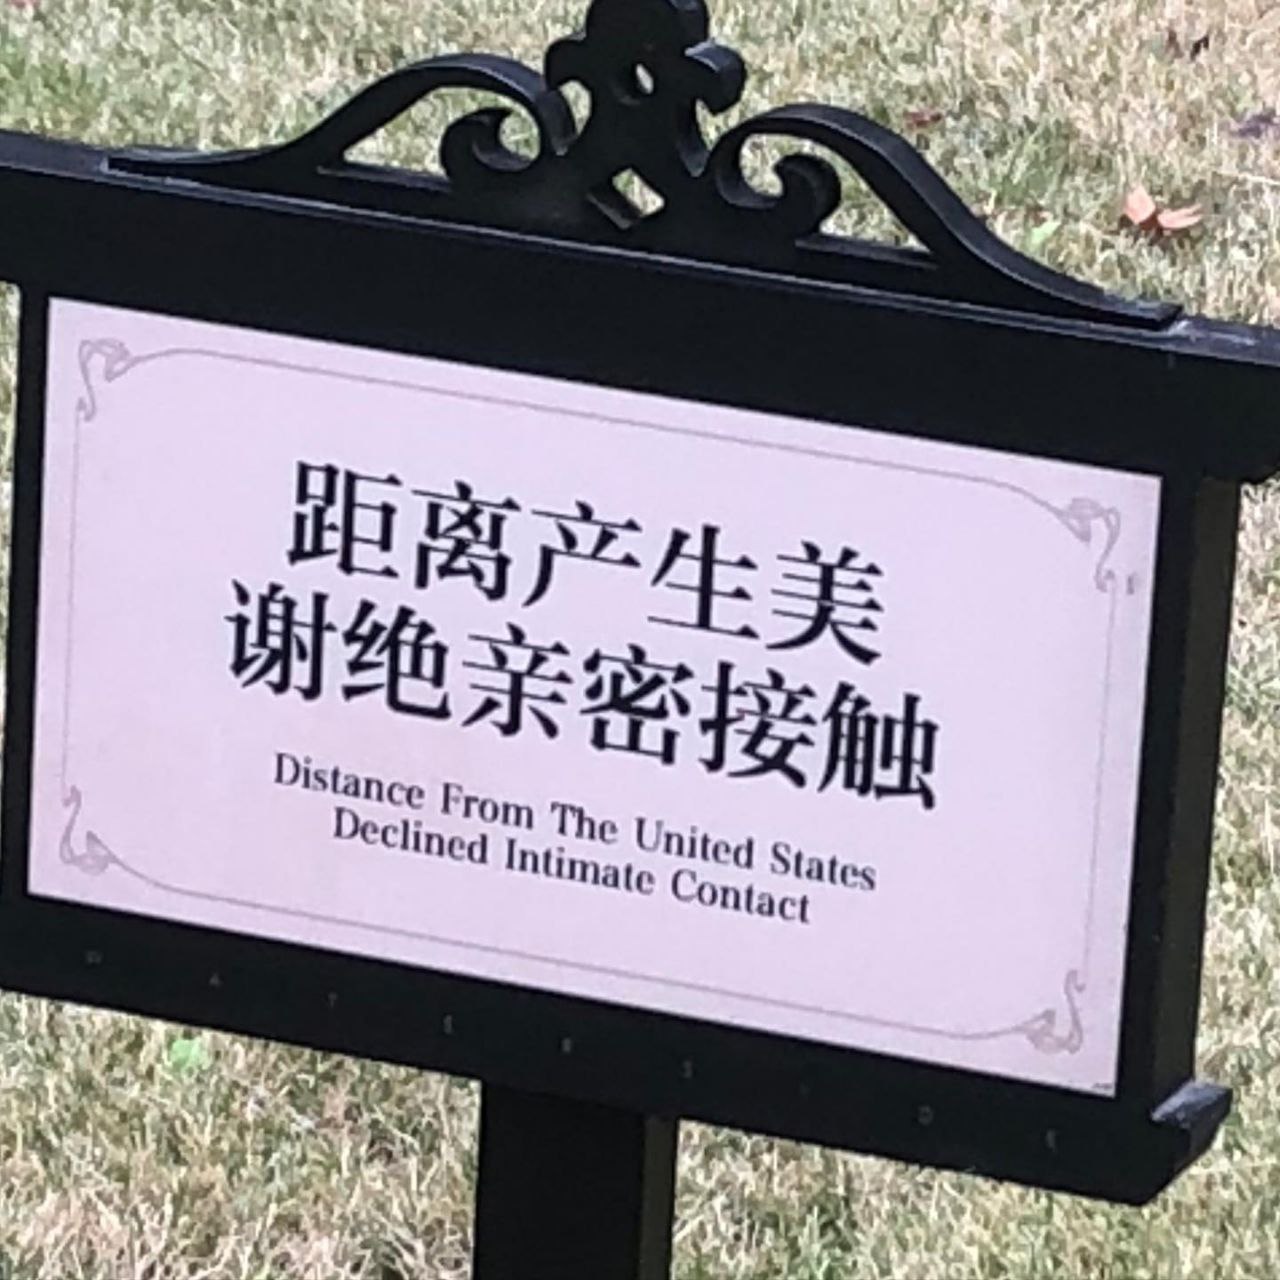 距离产生美
谢绝亲密接触
Distance From The United States
Declined Intimate Contact